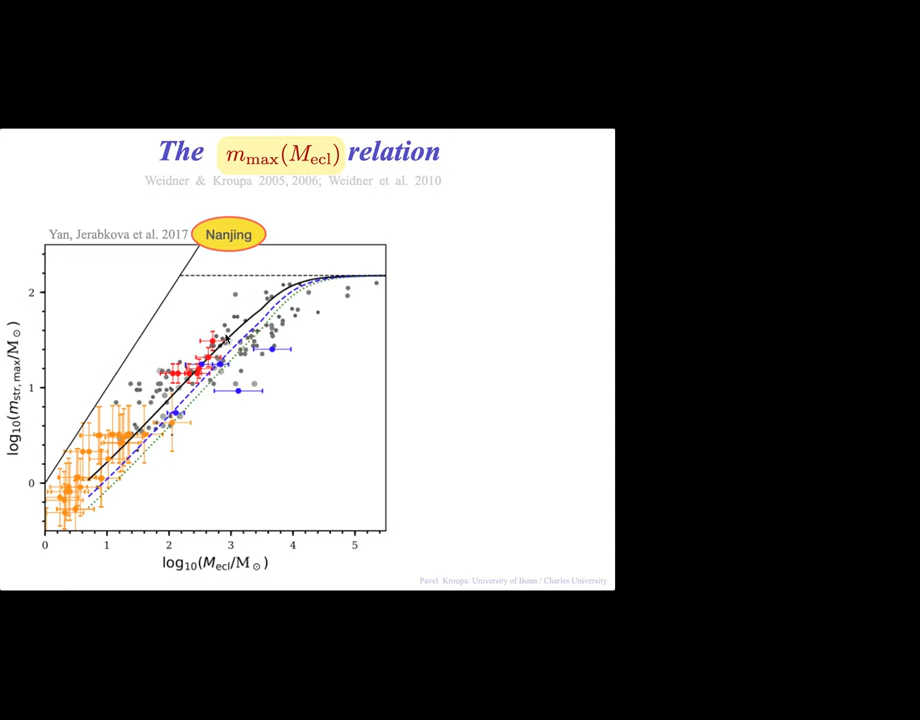 The m_max(M_ecl) relation
Weidner & Kroupa 2005, 2006; Weidner et al. 2010
Yan, Jerabkova et al. 2017 Nanjing
log₁₀(m_str,max/M⊙)
2
1
0
0 1 2 3 4 5
log₁₀(M_ecl/M⊙)
Pavel Kroupa: University of Bonn / Charles University